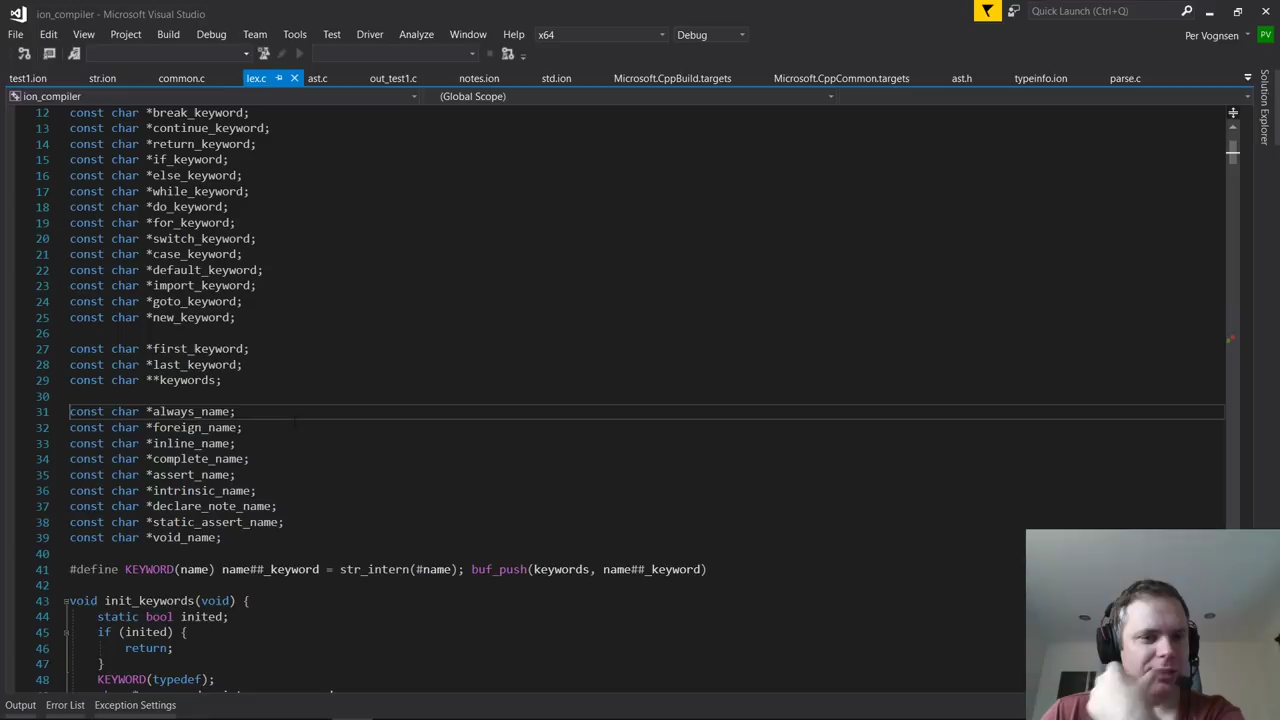 ion_compiler - Microsoft Visual Studio
Quick Launch (Ctrl+Q)
File Edit View Project Build Debug Team Tools Test Driver Analyze Window Help x64 Debug
Per Vognsen PV
test1.ion str.ion common.c lex.c ast.c out_test1.c notes.ion std.ion Microsoft.CppBuild.targets Microsoft.CppCommon.targets ast.h typeinfo.ion parse.c
Solution Explorer
ion_compiler (Global Scope)
12 const char *break_keyword;
13 const char *continue_keyword;
14 const char *return_keyword;
15 const char *if_keyword;
16 const char *else_keyword;
17 const char *while_keyword;
18 const char *do_keyword;
19 const char *for_keyword;
20 const char *switch_keyword;
21 const char *case_keyword;
22 const char *default_keyword;
23 const char *import_keyword;
24 const char *goto_keyword;
25 const char *new_keyword;
26
27 const char *first_keyword;
28 const char *last_keyword;
29 const char **keywords;
30
31 const char *always_name;
32 const char *foreign_name;
33 const char *inline_name;
34 const char *complete_name;
35 const char *assert_name;
36 const char *intrinsic_name;
37 const char *declare_note_name;
38 const char *static_assert_name;
39 const char *void_name;
40
41 #define KEYWORD(name) name##_keyword = str_intern(#name); buf_push(keywords, name##_keyword)
42
43 void init_keywords(void) {
44 static bool inited;
45 if (inited) {
46 return;
47 }
48 KEYWORD(typedef);
Output Error List Exception Settings